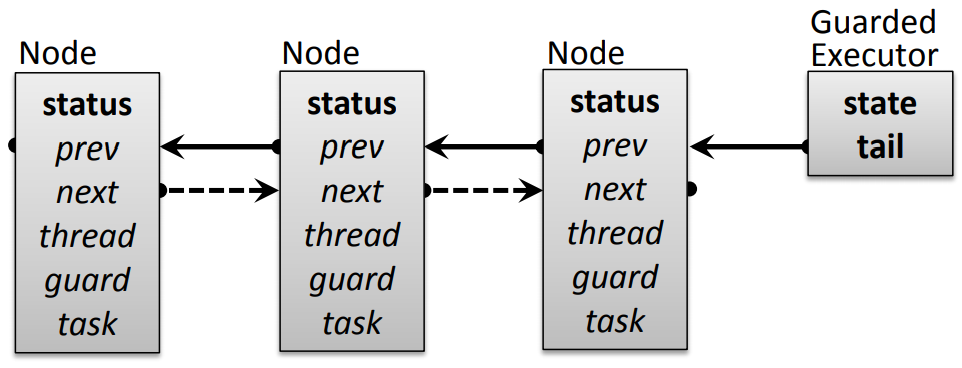 Node
status
prev
next
thread
guard
task
Node
status
prev
next
thread
guard
task
Node
status
prev
next
thread
guard
task
Guarded
Executor
state
tail